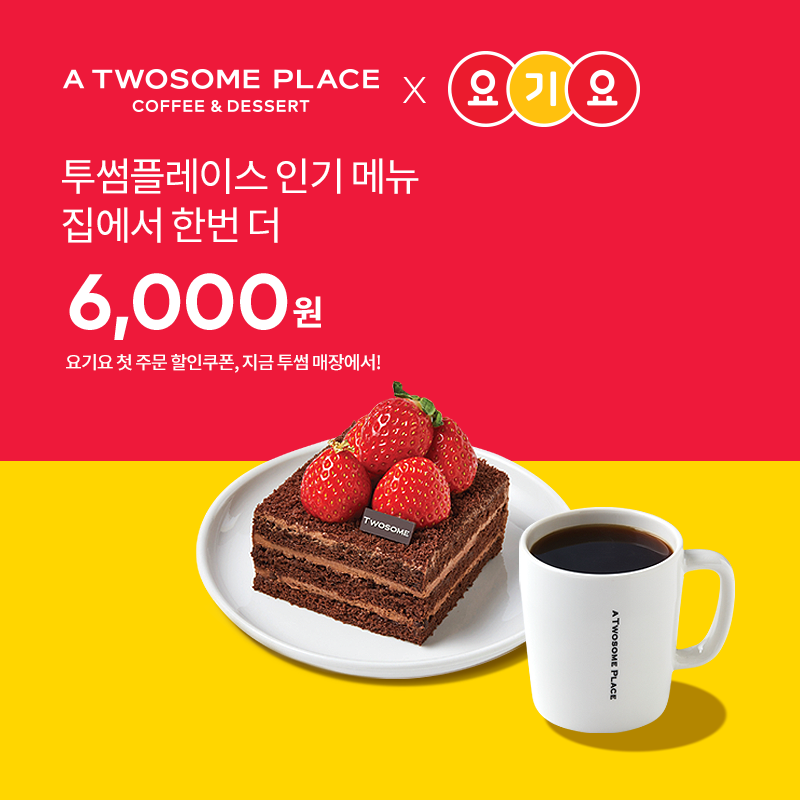 A TWOSOME PLACE
COFFEE & DESSERT
X
요기요
투썸플레이스 인기 메뉴
집에서 한번 더
6,000원
요기요 첫 주문 할인쿠폰, 지금 투썸 매장에서!
TWOSOME
A TWOSOME PLACE